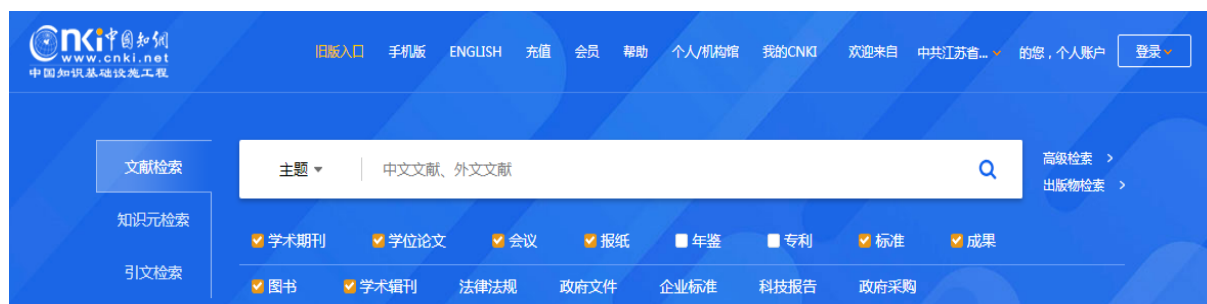 cnki中国知网
www.cnki.net
中国知识基础设施工程
旧版入口 手机版 ENGLISH 充值 会员 帮助 个人/机构馆 我的CNKI 欢迎来自 中共江苏省... 的您，个人账户 登录
文献检索
主题 中文文献、外文文献
高级检索 >
出版物检索 >
知识元检索
学术期刊 学位论文 会议 报纸 年鉴 专利 标准 成果
引文检索
图书 学术辑刊 法律法规 政府文件 企业标准 科技报告 政府采购